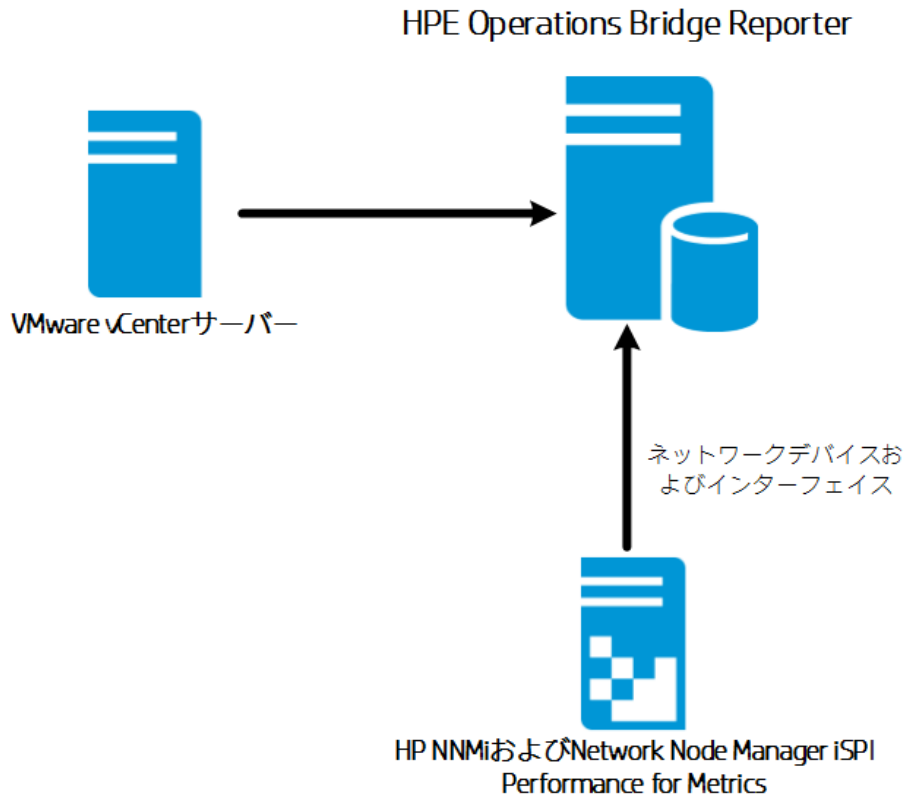 HPE Operations Bridge Reporter
VMware vCenterサーバー
ネットワークデバイスお
よびインターフェイス
HP NNMiおよびNetwork Node Manager iSPI
Performance for Metrics